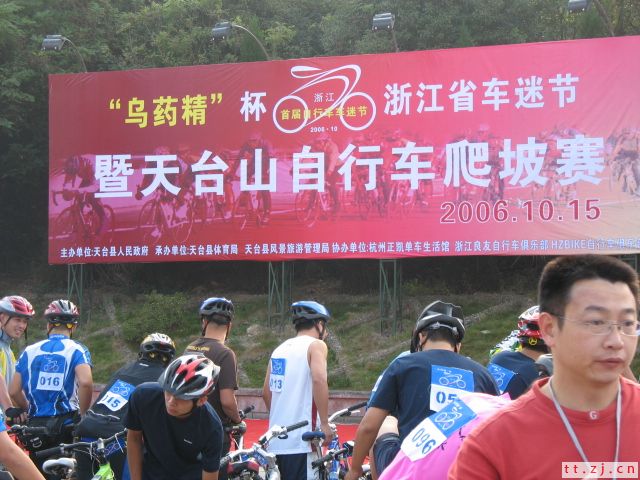 “乌药精”杯
浙江
首届自行车车迷节
2006·10
浙江省车迷节
暨天台山自行车爬坡赛
2006.10.15
主办单位:天台县人民政府 承办单位:天台县体育局 天台县风景旅游管理局 协办单位:杭州正凯单车生活馆 浙江良友自行车俱乐部 HZBIKE自行车俱乐
016
115
013
05
096
G
tt.zj.cn